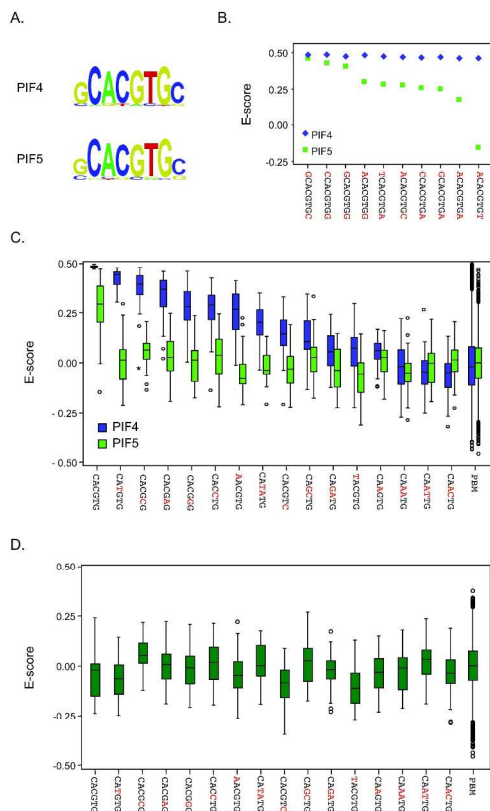 A.
PIF4
GCACGTGC
PIF5
GCACGTGC
B.
E-score
0.50
0.25
0.00
-0.25
PIF4
PIF5
GCACGTGC
CCACGTGG
GCACGTGG
ACACGTGG
TCACGTGA
ACACGTGC
CCACGTGA
GCACGTGA
ACACGTGA
ACACGTGT
C.
E-score
0.50
0.25
0.00
-0.25
-0.50
PIF4
PIF5
CACGTG
CATGTG
CACGCG
CACGAG
CACGGG
CACCTG
AACGTG
CATATG
CACGTC
CAGCTG
CAGATG
TACGTG
CAAGTG
CAAATG
CAATTG
CAACTG
PBM
D.
E-score
0.50
0.25
0.00
-0.25
-0.50
CACGTG
CATGTG
CACGCG
CACGAG
CACGGG
CACCTG
AACGTG
CATATG
CACGTC
CAGCTG
CAGATG
TACGTG
CAAGTG
CAAATG
CAATTG
CAACTG
PBM